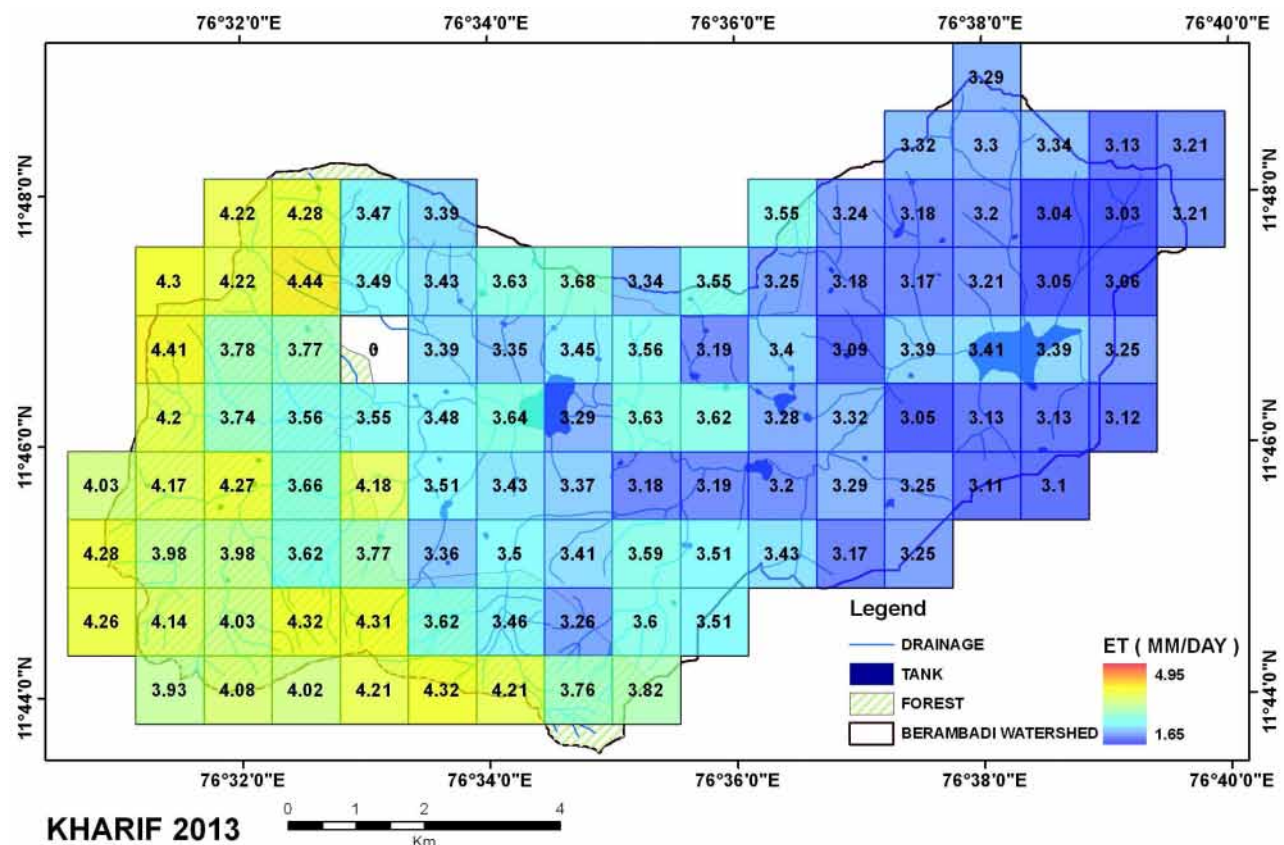 76°32'0"E 76°34'0"E 76°36'0"E 76°38'0"E 76°40'0"E
3.29
3.32 3.3 3.34 3.13 3.21
11°48'0"N 11°48'0"N
4.22 4.28 3.47 3.39 3.55 3.24 3.18 3.2 3.04 3.03 3.21
4.3 4.22 4.44 3.49 3.43 3.63 3.68 3.34 3.55 3.25 3.18 3.17 3.21 3.05 3.06
4.41 3.78 3.77 0 3.39 3.35 3.45 3.56 3.19 3.4 3.09 3.39 3.41 3.39 3.25
4.2 3.74 3.56 3.55 3.48 3.64 3.29 3.63 3.62 3.28 3.32 3.05 3.13 3.13 3.12
11°46'0"N 11°46'0"N
4.03 4.17 4.27 3.66 4.18 3.51 3.43 3.37 3.18 3.19 3.2 3.29 3.25 3.11 3.1
4.28 3.98 3.98 3.62 3.77 3.36 3.5 3.41 3.59 3.51 3.43 3.17 3.25
4.26 4.14 4.03 4.32 4.31 3.62 3.46 3.26 3.6 3.51
11°44'0"N 11°44'0"N
3.93 4.08 4.02 4.21 4.32 4.21 3.76 3.82
Legend
DRAINAGE
TANK
FOREST
BERAMBADI WATERSHED
ET ( MM/DAY )
4.95
1.65
76°32'0"E 76°34'0"E 76°36'0"E 76°38'0"E 76°40'0"E
KHARIF 2013
0 1 2 4
Km